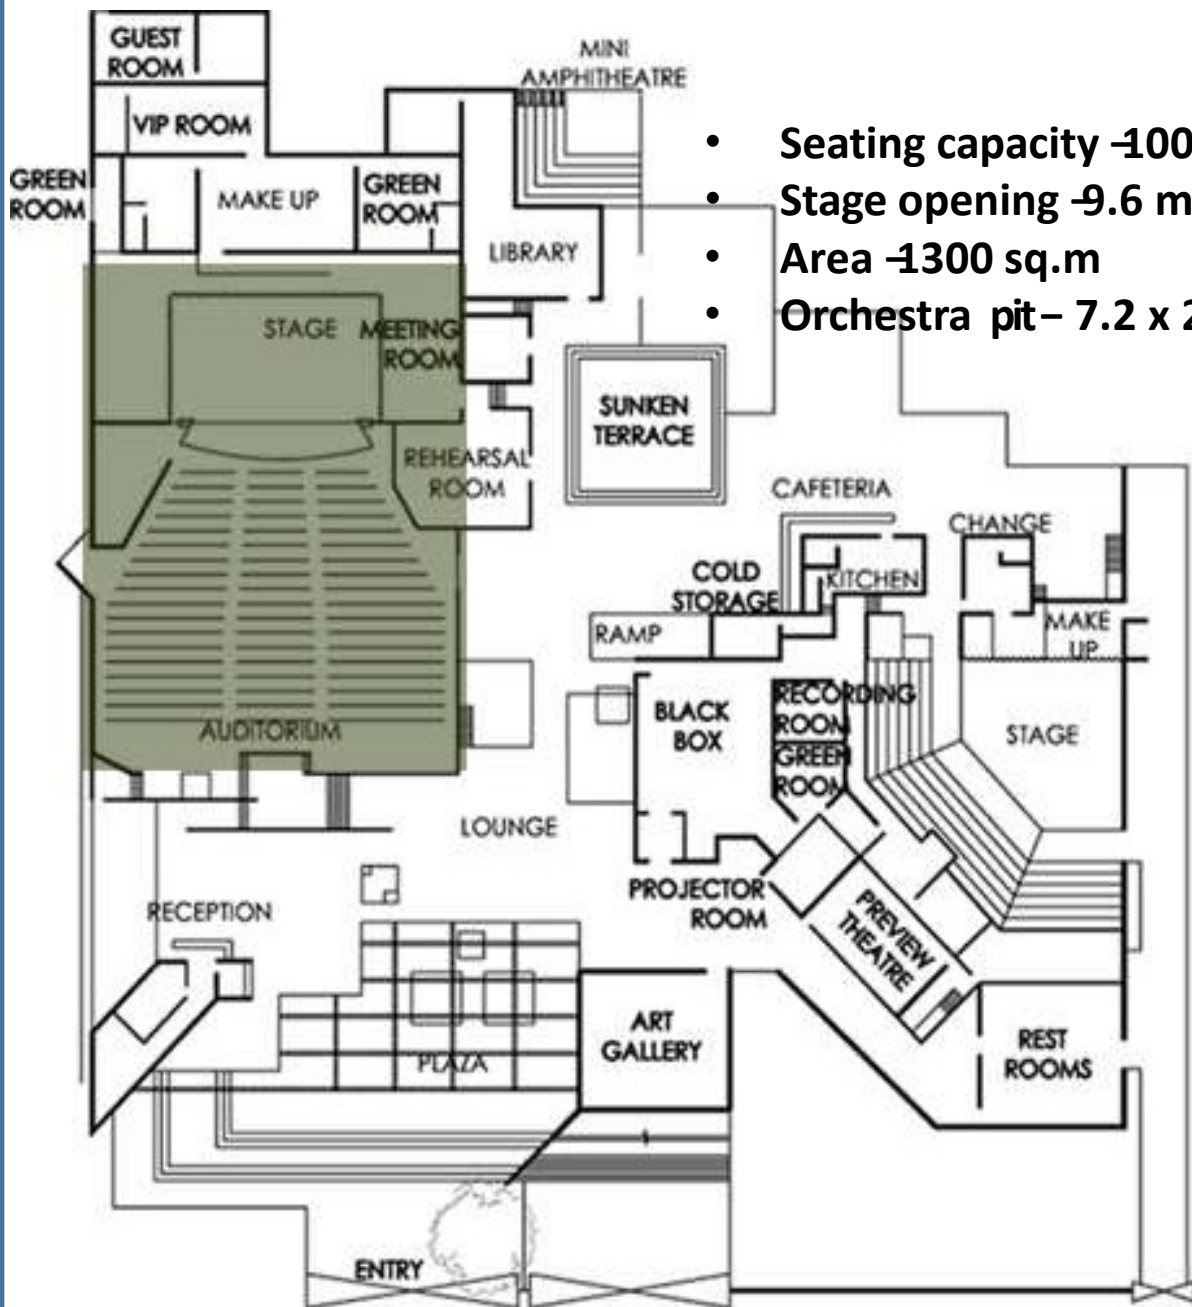 GUEST
ROOM
MINI
AMPHITHEATRE
VIP ROOM
• Seating capacity –100
GREEN
ROOM
MAKE UP
GREEN
ROOM
• Stage opening –9.6 m
LIBRARY
• Area –1300 sq.m
• Orchestra pit – 7.2 x 2
STAGE
MEETING
ROOM
SUNKEN
TERRACE
REHEARSAL
ROOM
CAFETERIA
CHANGE
COLD
STORAGE
KITCHEN
RAMP
MAKE
UP
BLACK
BOX
RECORDING
ROOM
GREEN
ROOM
STAGE
AUDITORIUM
LOUNGE
PROJECTOR
ROOM
PREVIEW
THEATRE
RECEPTION
ART
GALLERY
REST
ROOMS
PLAZA
ENTRY